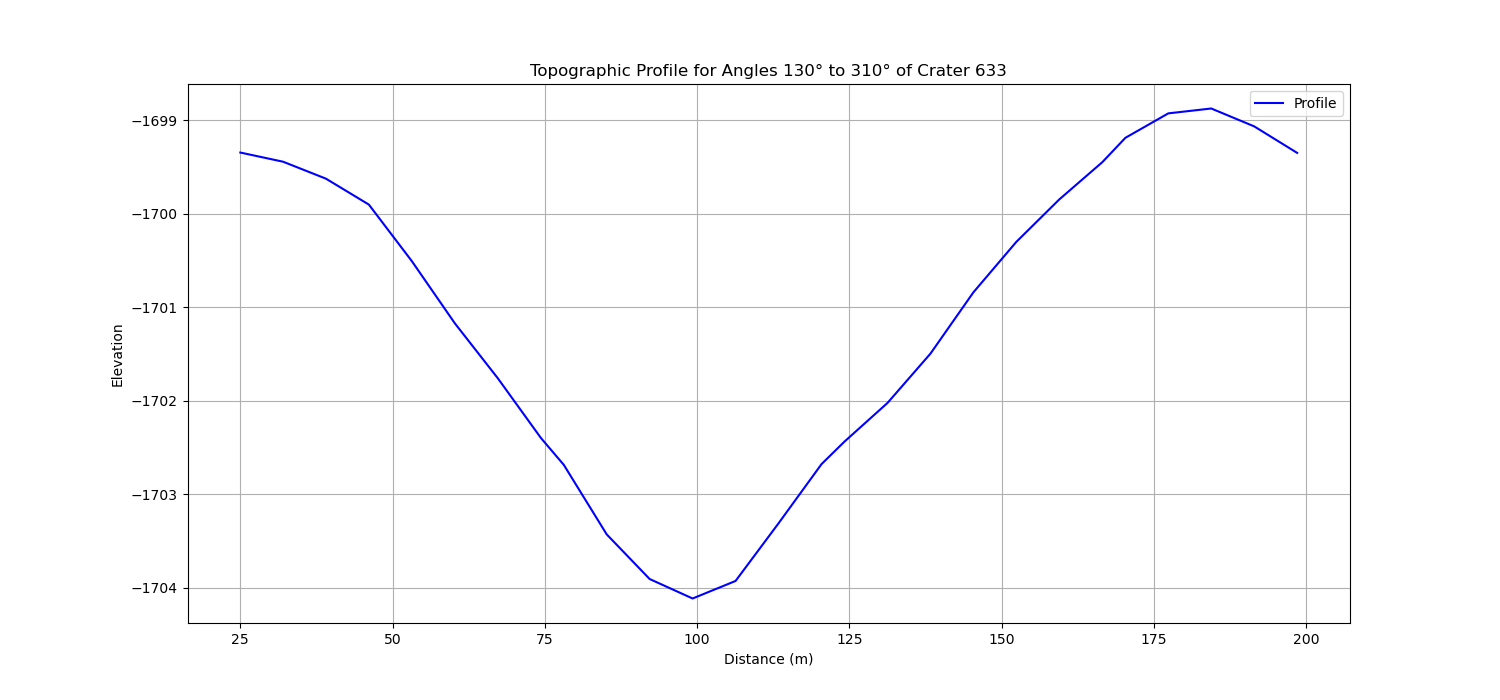 Topographic Profile for Angles 130° to 310° of Crater 633
Profile
−1699
−1700
−1701
−1702
−1703
−1704
Elevation
25 50 75 100 125 150 175 200
Distance (m)